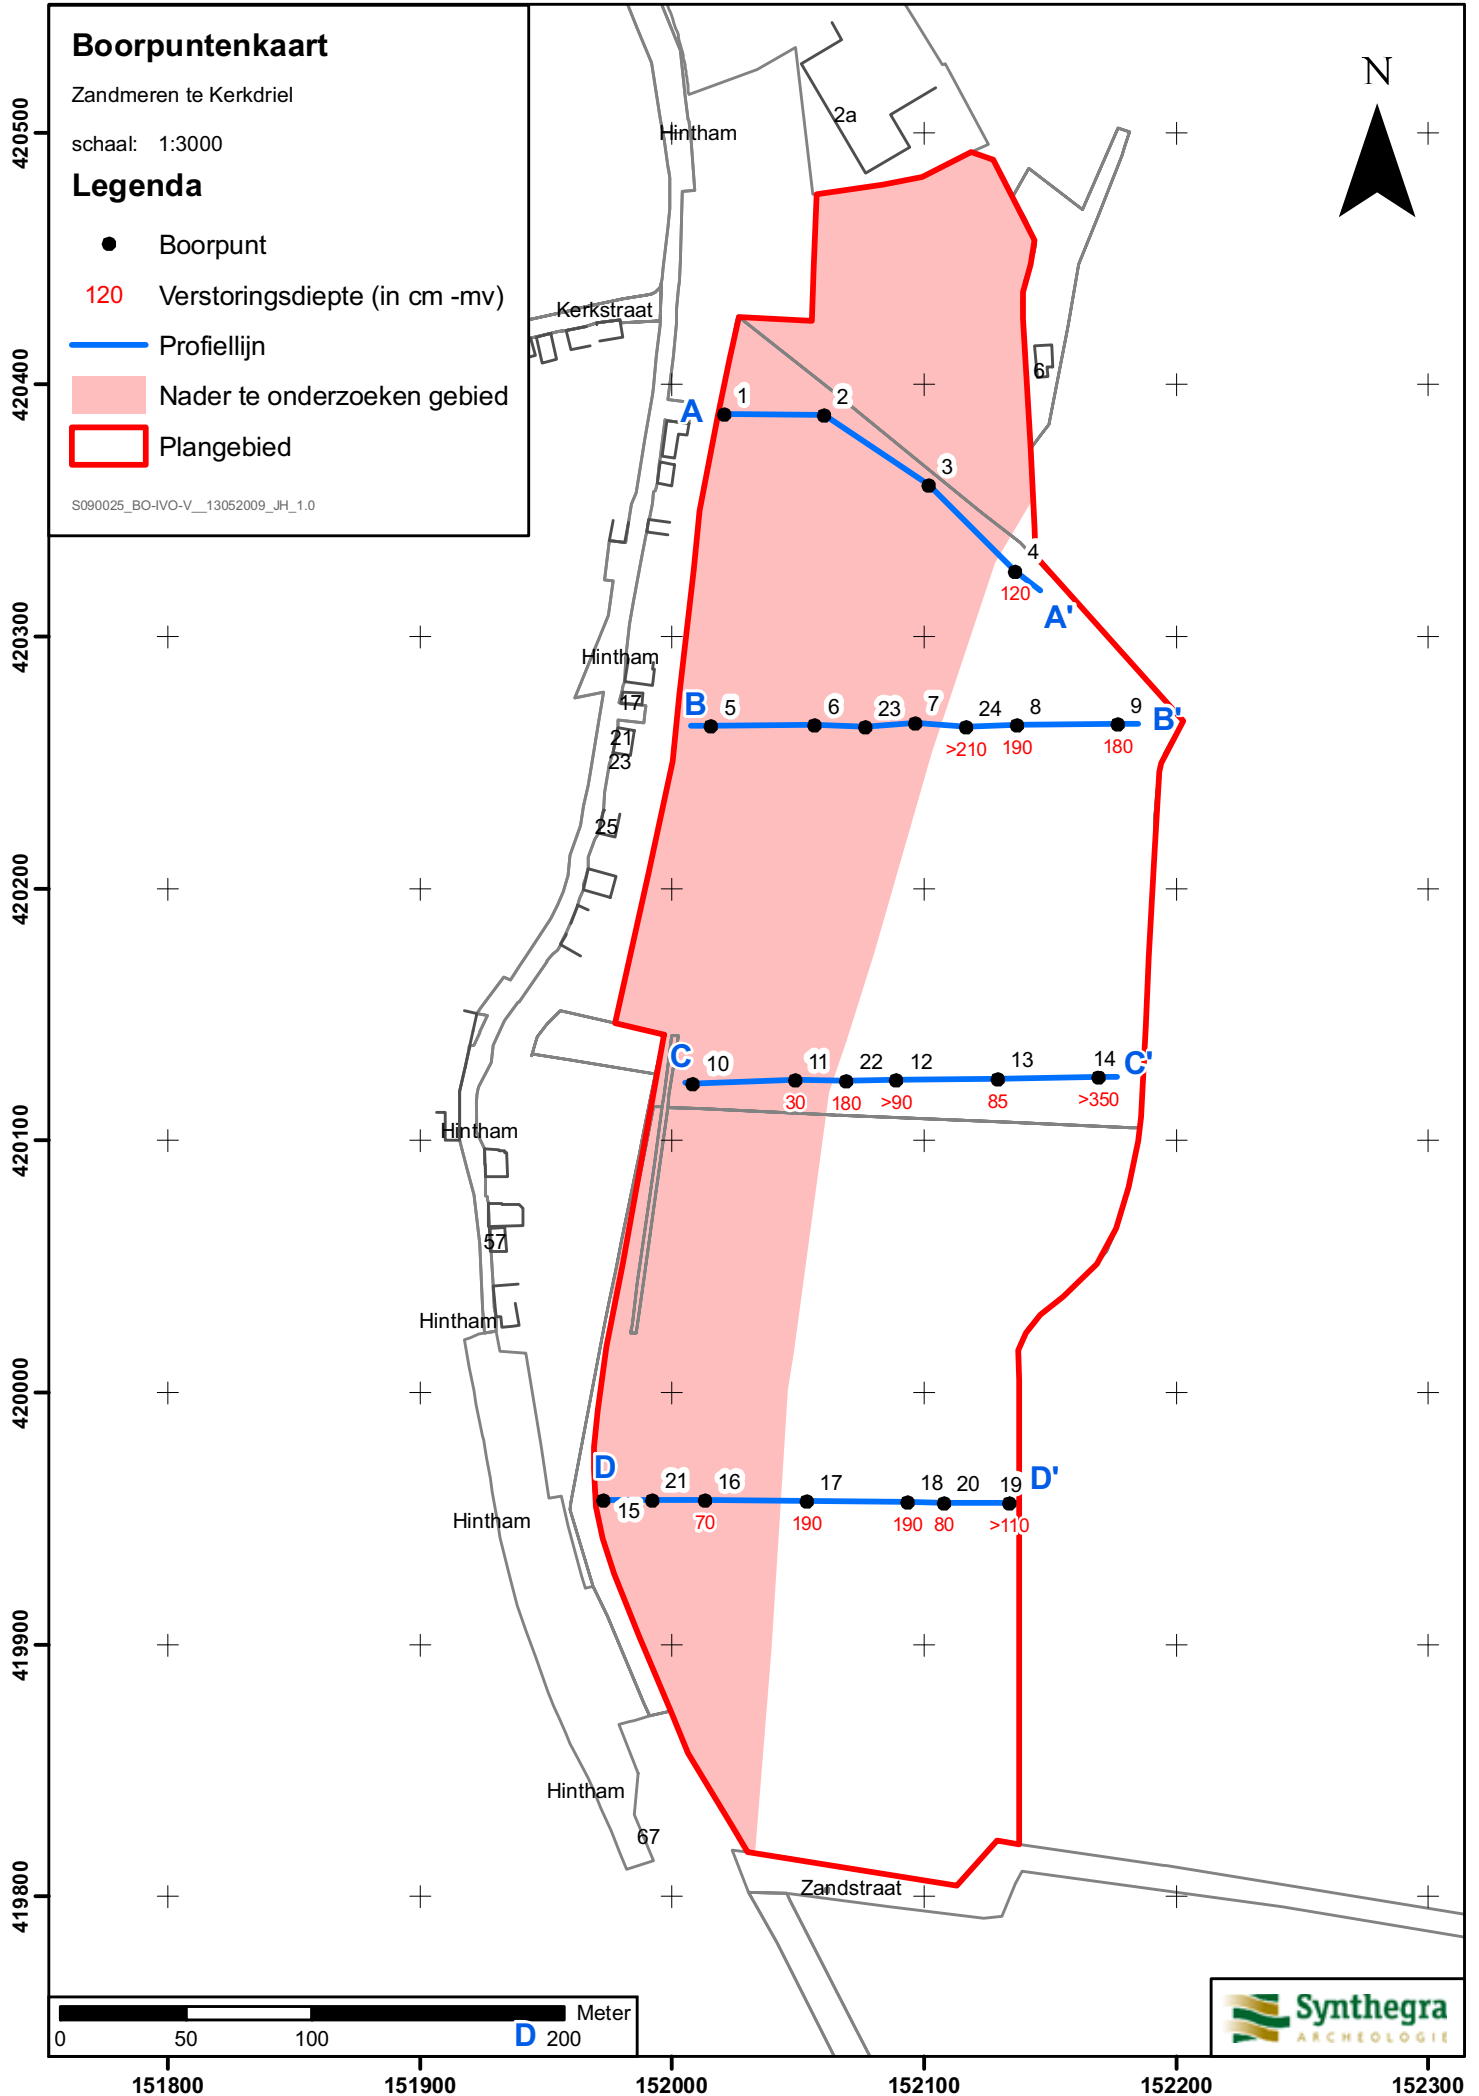 Boorpuntenkaart
Zandmeren te Kerkdriel
schaal: 1:3000
Legenda
Boorpunt
120 Verstoringsdiepte (in cm -mv)
Profiellijn
Nader te onderzoeken gebied
Plangebied
S090025_BO-IVO-V__13052009_JH_1.0
N
2a
Hintham
Kerkstraat
6
A 1 2
3
4
120
A'
Hintham
17
21
23
25
B 5 6 23 7 24 8 9 B'
>210 190 180
C 10 11 22 12 13 14 C'
30 180 >90 85 >350
Hintham
57
Hintham
D 15 21 16 17 18 20 19 D'
70 190 190 80 >110
Hintham
Hintham
67
Zandstraat
420500
420400
420300
420200
420100
420000
419900
419800
0 50 100 D 200 Meter
Synthegra
ARCHEOLOGIE
151800 151900 152000 152100 152200 152300